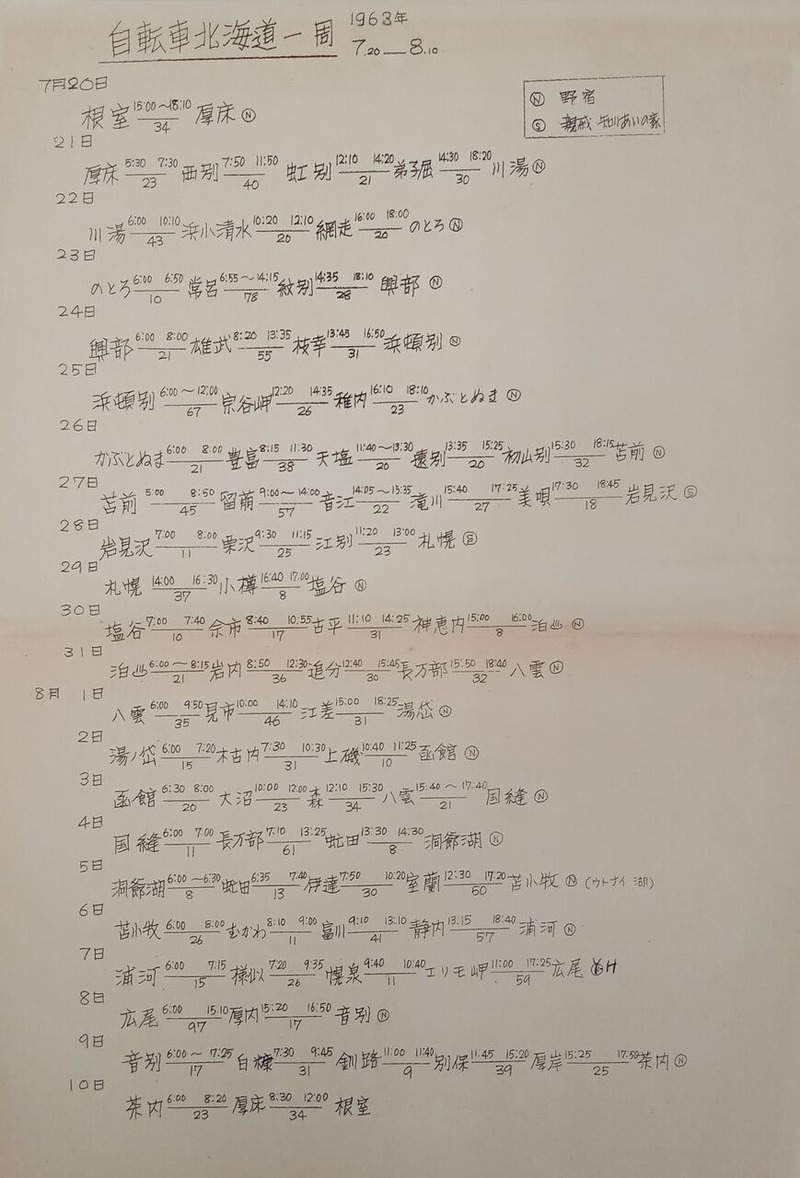 自転車北海道一周 1963年
7.20—8.10
Ⓝ 野宿
Ⓢ 親戚 知りあいの家
7月20日
根室 15:00〜18:10 34 厚床 Ⓝ
21日
厚床 5:30 7:30 23 西別 7:50 11:50 40 虹別 12:10 14:20 21 弟子屈 14:30 18:20 30 川湯 Ⓝ
22日
川湯 6:00 10:10 43 浜小清水 10:20 12:10 20 網走 16:00 18:00 20 のとろ Ⓝ
23日
のとろ 6:00 6:50 10 常呂 6:55〜14:15 78 紋別 14:35 18:10 28 興部 Ⓝ
24日
興部 6:00 8:00 21 雄武 8:20 13:35 55 枝幸 13:45 16:50 31 浜頓別 Ⓝ
25日
浜頓別 6:00〜12:00 67 宗谷岬 12:20 14:35 26 稚内 16:10 18:10 23 かぶとぬま Ⓝ
26日
かぶとぬま 6:00 8:00 21 豊富 8:15 11:30 38 天塩 11:40〜13:30 20 遠別 13:35 15:25 20 初山別 15:30 18:15 32 苫前 Ⓝ
27日
苫前 5:00 8:50 45 留萠 9:00〜14:00 57 音江 14:05〜15:35 22 滝川 15:40 17:25 27 美唄 17:30 18:45 18 岩見沢 Ⓢ
28日
岩見沢 7:00 8:00 11 栗沢 9:30 11:15 25 江別 11:20 13:00 23 札幌 Ⓢ
29日
札幌 14:00 16:30 37 小樽 16:40 17:00 8 塩谷 Ⓝ
30日
塩谷 7:00 7:40 10 余市 8:40 10:55 17 古平 11:10 14:25 31 神恵内 15:00 16:00 8 泊 Ⓝ
31日
泊 6:00〜8:15 21 岩内 8:50 12:30 36 追分 12:40 15:45 30 長万部 15:50 18:40 32 八雲 Ⓝ
8月 1日
八雲 6:00 9:50 35 見市 10:00 14:10 46 江差 15:00 18:25 31 湯岱 Ⓝ
2日
湯ノ岱 6:00 7:20 15 木古内 7:30 10:30 31 上磯 10:40 11:25 10 函館 Ⓝ
3日
函館 6:30 8:00 20 大沼 10:00 12:00 23 森 12:10 15:30 34 八雲 15:40〜17:40 21 国縫 Ⓝ
4日
国縫 6:00 7:00 11 長万部 7:10 13:25 61 虻田 13:30 14:30 8 洞爺湖 Ⓝ
5日
洞爺湖 6:00〜6:30 8 虻田 6:35 7:40 13 伊達 7:50 10:20 30 室蘭 12:30 17:20 60 苫小牧 Ⓝ (ウトナイ湖)
6日
苫小牧 6:00 8:00 26 むかわ 8:10 9:00 11 富川 9:10 13:10 41 静内 13:15 18:40 57 浦河 Ⓝ
7日
浦河 6:00 7:15 15 様似 7:20 9:35 26 幌泉 9:40 10:40 11 エリモ岬 11:00 17:25 59 広尾
8日
広尾 6:00 15:10 97 厚内 15:20 16:50 17 音別 Ⓝ
9日
音別 6:00〜7:25 17 白糠 7:30 9:45 31 釧路 11:00 11:40 9 別保 11:45 15:20 39 厚岸 15:25 17:50 25 茶内 Ⓝ
10日
茶内 6:00 8:20 23 厚床 8:30 12:00 34 根室